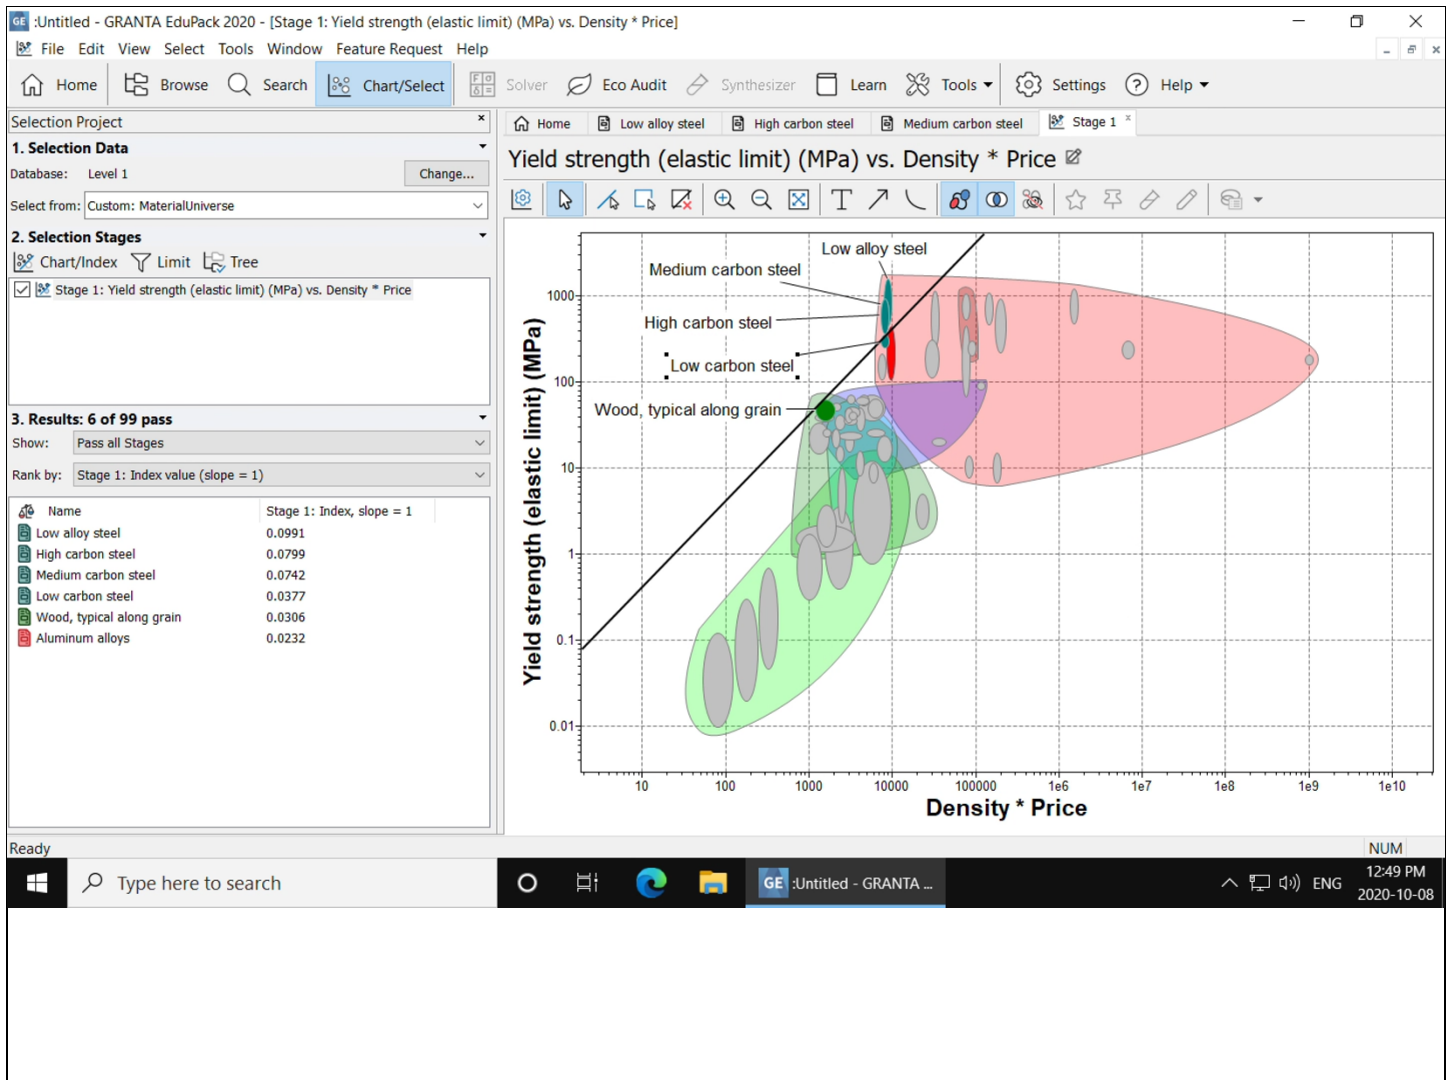 GE :Untitled - GRANTA EduPack 2020 - [Stage 1: Yield strength (elastic limit) (MPa) vs. Density * Price]
File Edit View Select Tools Window Feature Request Help
Home Browse Search Chart/Select Solver Eco Audit Synthesizer Learn Tools Settings Help
Selection Project
1. Selection Data
Database: Level 1 Change...
Select from: Custom: MaterialUniverse
2. Selection Stages
Chart/Index Limit Tree
Stage 1: Yield strength (elastic limit) (MPa) vs. Density * Price
3. Results: 6 of 99 pass
Show: Pass all Stages
Rank by: Stage 1: Index value (slope = 1)
Name Stage 1: Index, slope = 1
Low alloy steel 0.0991
High carbon steel 0.0799
Medium carbon steel 0.0742
Low carbon steel 0.0377
Wood, typical along grain 0.0306
Aluminum alloys 0.0232
Home Low alloy steel High carbon steel Medium carbon steel Stage 1
Yield strength (elastic limit) (MPa) vs. Density * Price
Yield strength (elastic limit) (MPa)
1000
100
10
1
0.1
0.01
Low alloy steel
Medium carbon steel
High carbon steel
Low carbon steel
Wood, typical along grain
10 100 1000 10000 100000 1e6 1e7 1e8 1e9 1e10
Density * Price
Ready NUM
Type here to search
GE :Untitled - GRANTA ...
ENG
12:49 PM
2020-10-08